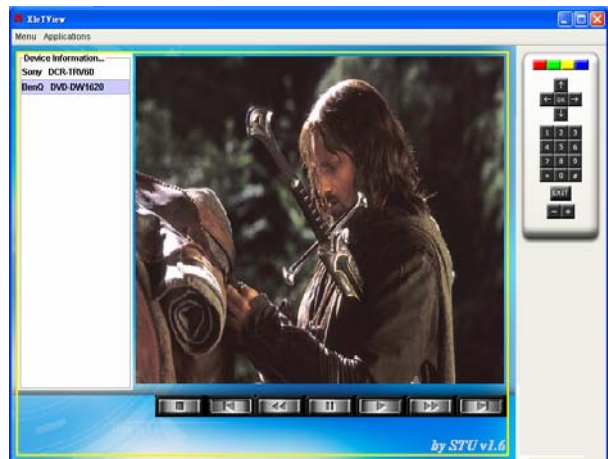 XleTView
Menu Applications
Device Information...
Sony DCR-TRV60
BenQ DVD-DW1620
OK
1 2 3
4 5 6
7 8 9
* 0 #
EXIT
- +
by STU v1.6